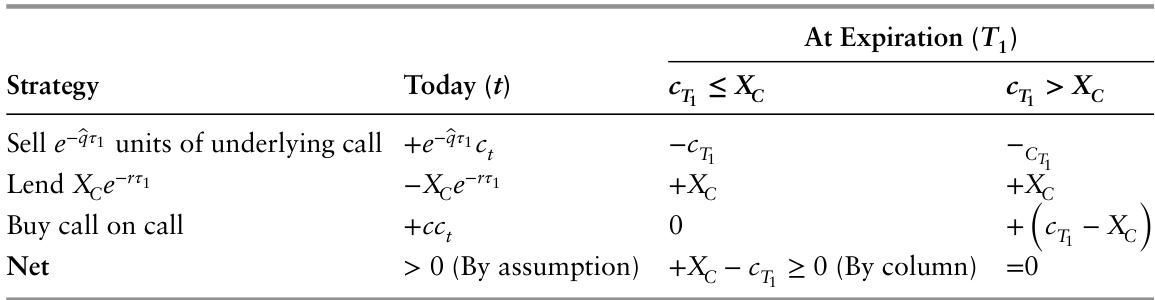 At Expiration (T₁)
Strategy Today (t) c_{T₁} ≤ X_C c_{T₁} > X_C
Sell e^{−q̂τ₁} units of underlying call +e^{−q̂τ₁}c_t −c_{T₁} −c_{T₁}
Lend X_Ce^{−rτ₁} −X_Ce^{−rτ₁} +X_C +X_C
Buy call on call +cc_t 0 +(c_{T₁} − X_C)
Net > 0 (By assumption) +X_C − c_{T₁} ≥ 0 (By column) =0